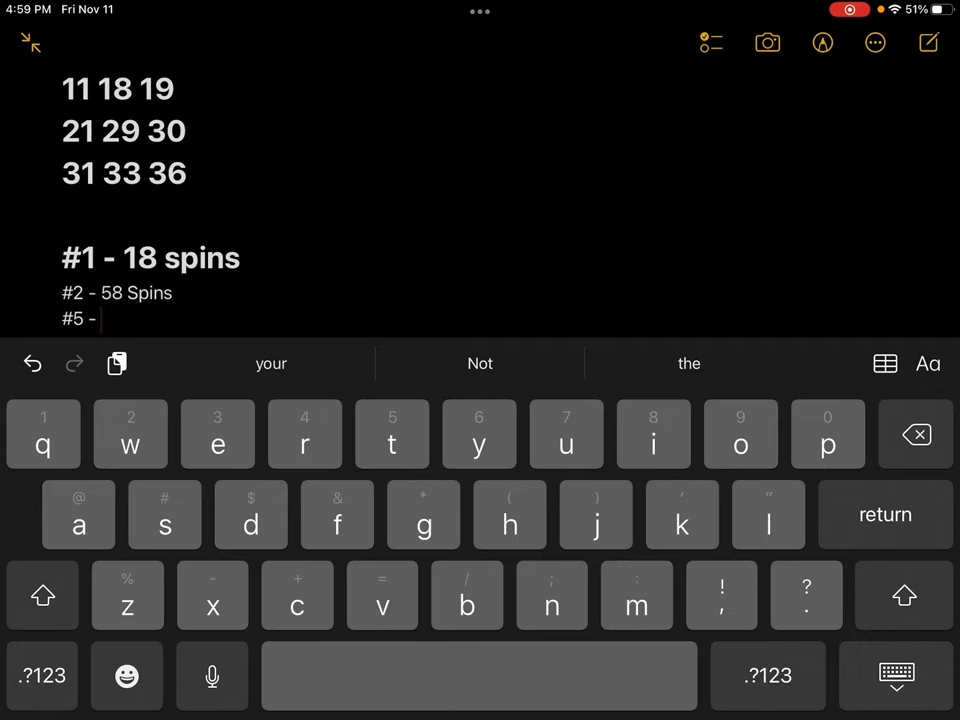 4:59 PM Fri Nov 11
51%
11 18 19
21 29 30
31 33 36
#1 - 18 spins
#2 - 58 Spins
#5 -
your Not the Aa
1 2 3 4 5 6 7 8 9 0
q w e r t y u i o p
@ # $ & * ( ) ' "
a s d f g h j k l return
% - + = / ; : ! ?
z x c v b n m , .
.?123 .?123